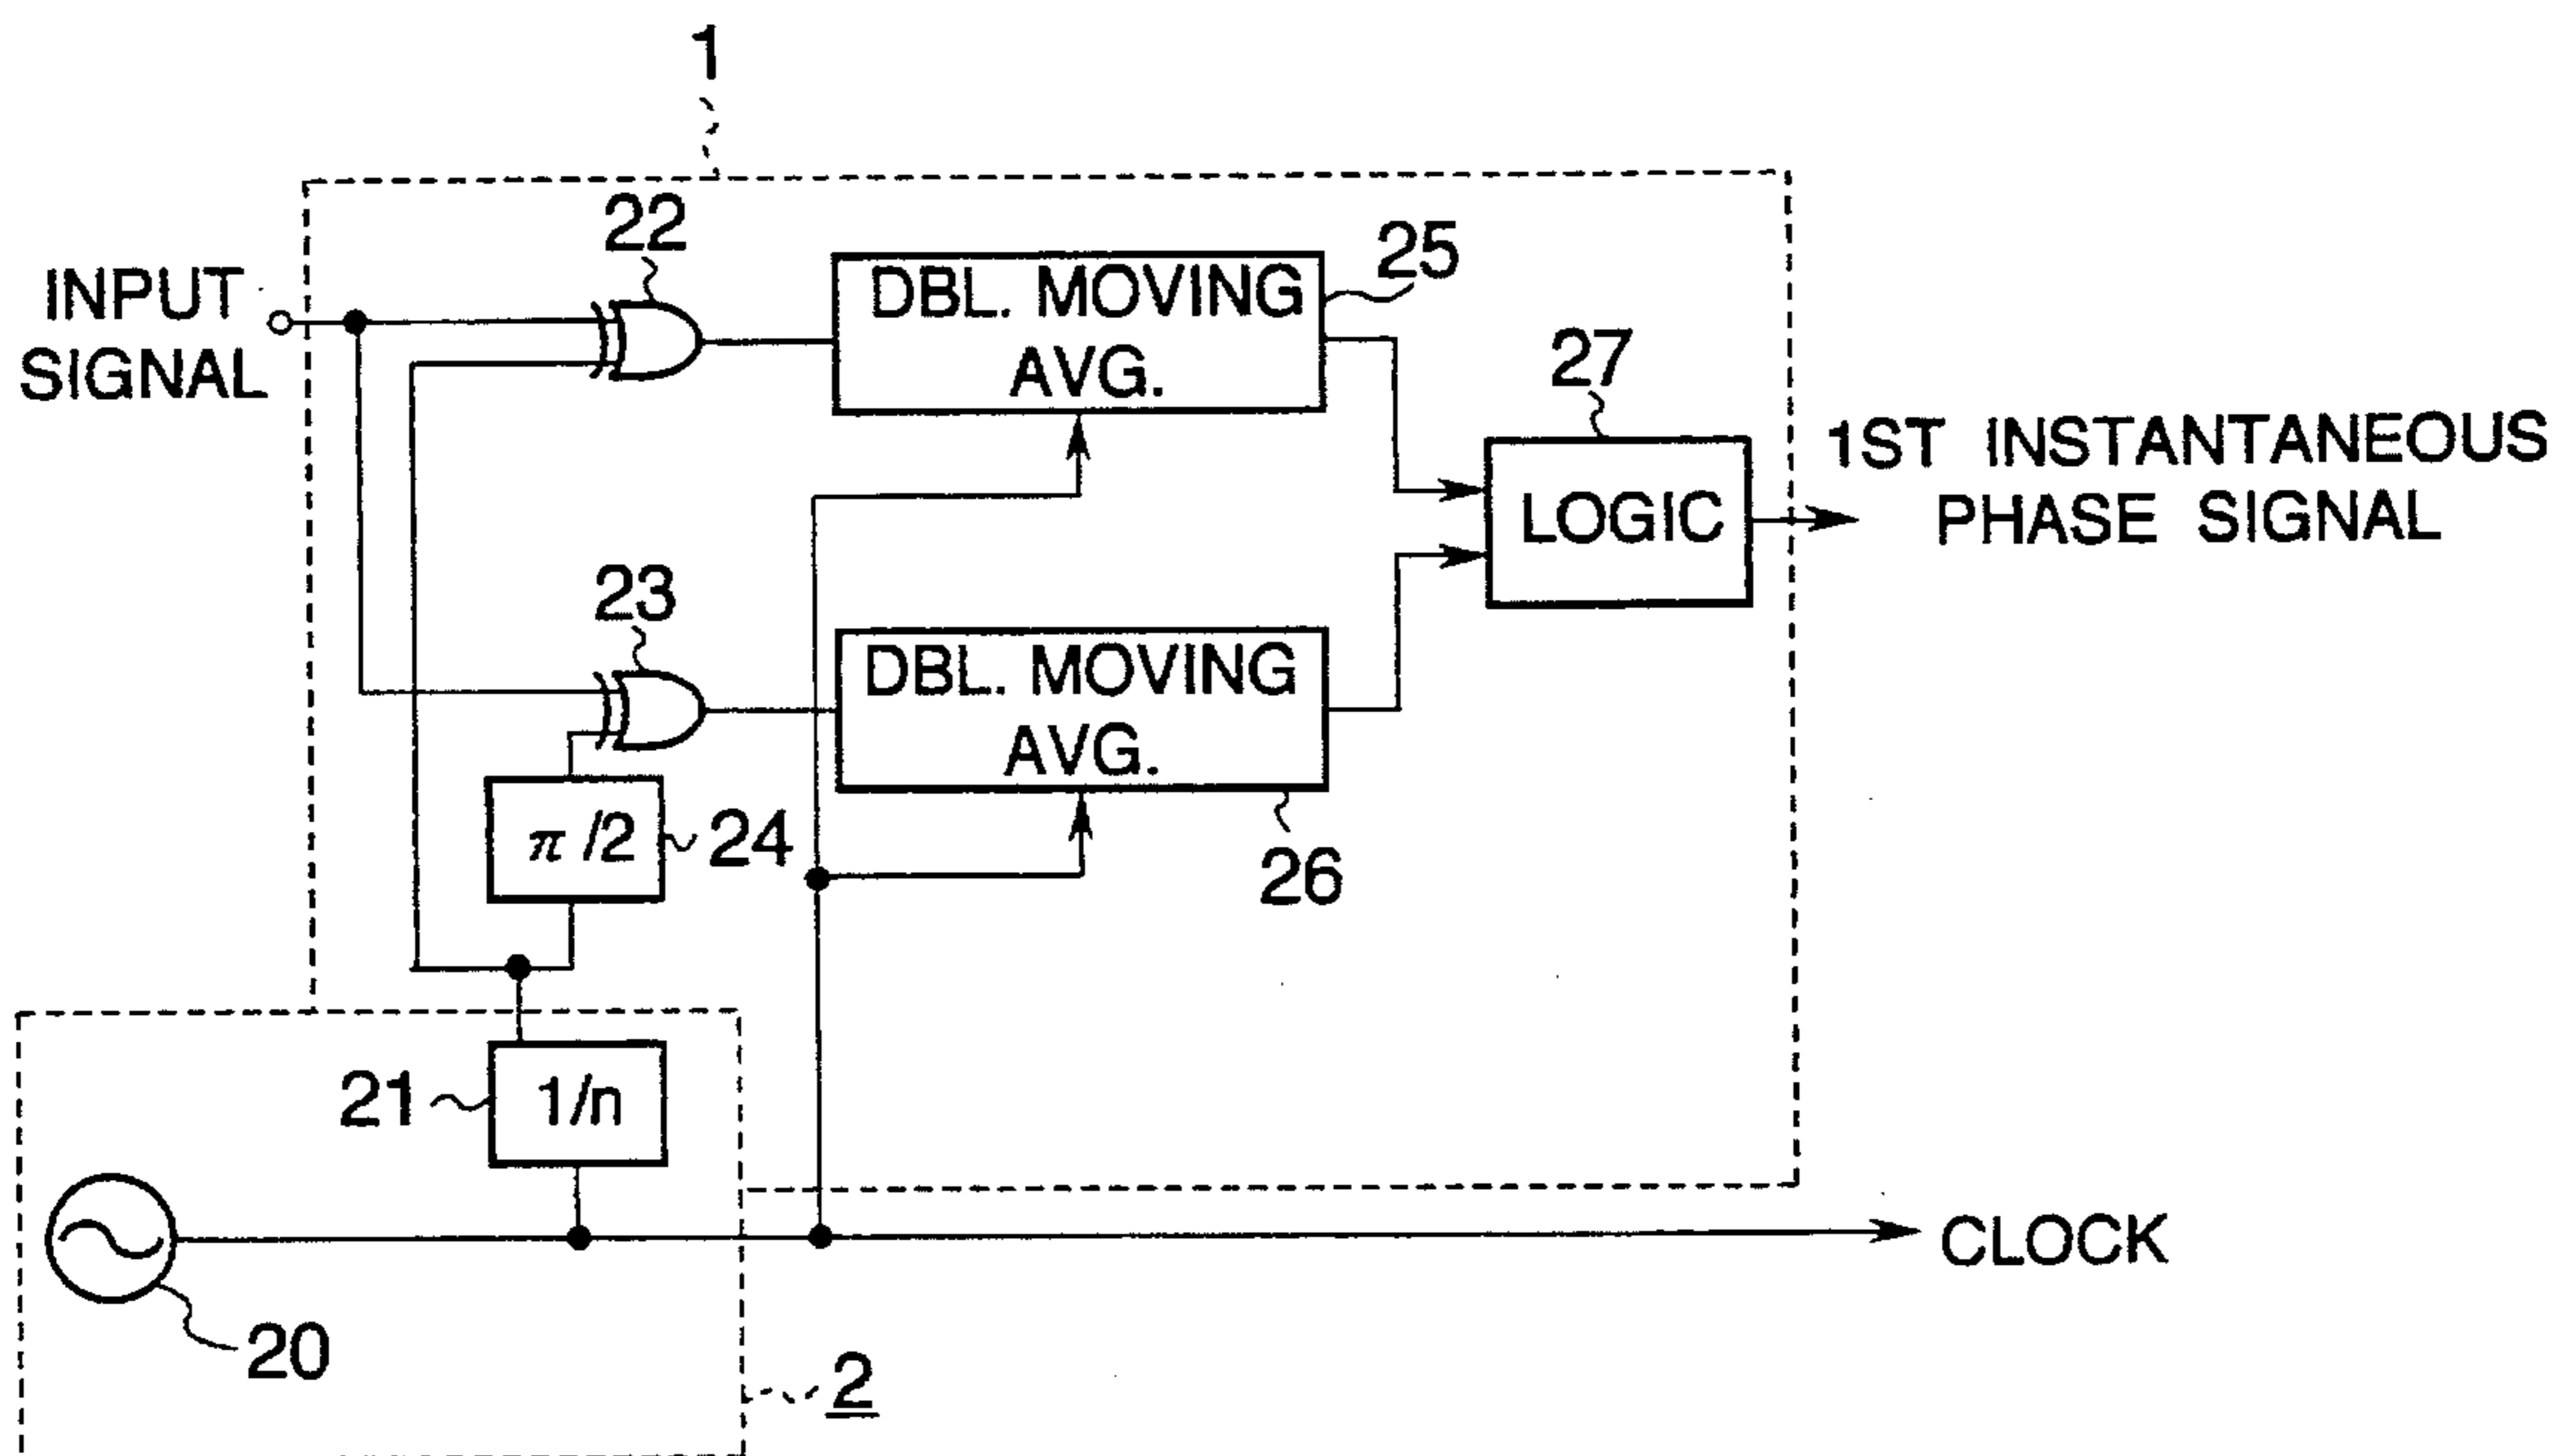 1
22
INPUT
SIGNAL
DBL. MOVING
AVG.
25
27
LOGIC
1ST INSTANTANEOUS
PHASE SIGNAL
23
DBL. MOVING
AVG.
π/2
24
26
21
1/n
CLOCK
20
2